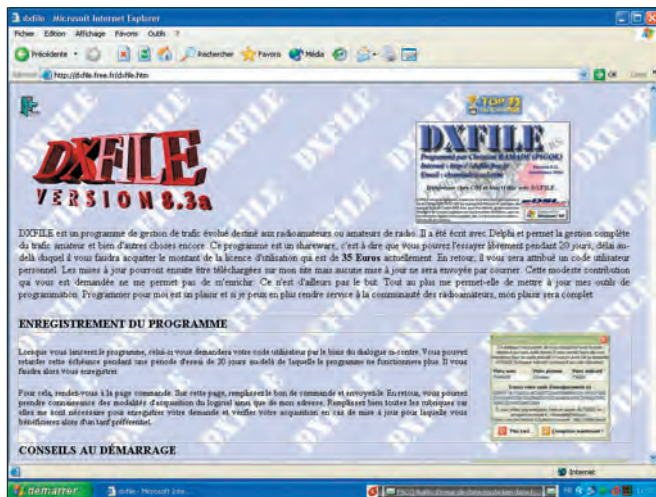 dxfile - Microsoft Internet Explorer
Fichier Edition Affichage Favoris Outils ?
Précédente Rechercher Favoris Média
http://dxfile.free.fr/dxfile.htm OK
TOP
DXFILE
VERSION 8.3a
DXFILE
Programmé par Christian RAMADE
Internet : http://dxfile.free.fr
Email :
DXFILE est un programme de gestion de trafic évolué destiné aux radioamateurs ou amateurs de radio. Il a été écrit avec Delphi et permet la gestion complète
du trafic amateur et bien d'autres choses encore. Ce programme est un shareware, c'est à dire que vous pouvez l'essayer librement pendant 20 jours, délai au-
delà duquel il vous faudra acquitter le montant de la licence d'utilisation qui est de 35 Euros actuellement. En retour, il vous sera attribué un code utilisateur
personnel. Les mises à jour pourront ensuite être téléchargées sur mon site mais aucune mise à jour ne sera envoyée par courrier. Cette modeste contribution
qui vous est demandée ne me permet pas de m'enrichir. Ce n'est d'ailleurs pas le but. Tout au plus me permet-elle de mettre à jour mes outils de
programmation. Programmer pour moi est un plaisir et si je peux en plus rendre service à la communauté des radioamateurs, mon plaisir sera complet
ENREGISTREMENT DU PROGRAMME
Lorsque vous lancerez le programme, celui-ci vous demandera votre code utilisateur par le biais du dialogue ci-contre. Vous pouvez
retarder cette échéance pendant une période d'essai de 20 jours au-delà de laquelle le programme ne fonctionnera plus. Il vous
faudra alors vous enregistrer.
Pour cela, rendez-vous à la page commande. Sur cette page, remplissez le bon de commande et envoyez-le. En retour, vous pourrez
prendre connaissance des modalités d'acquisition du logiciel ainsi que de mon adresse. Remplissez bien toutes les rubriques car
elles me sont nécessaire pour enregistrer votre demande et vérifier votre acquisition en cas de mise à jour pour laquelle vous
bénéficierez alors d'un tarif préférentiel.
CONSEILS AU DÉMARRAGE
Internet
démarrer dxfile - Microsoft Inte...